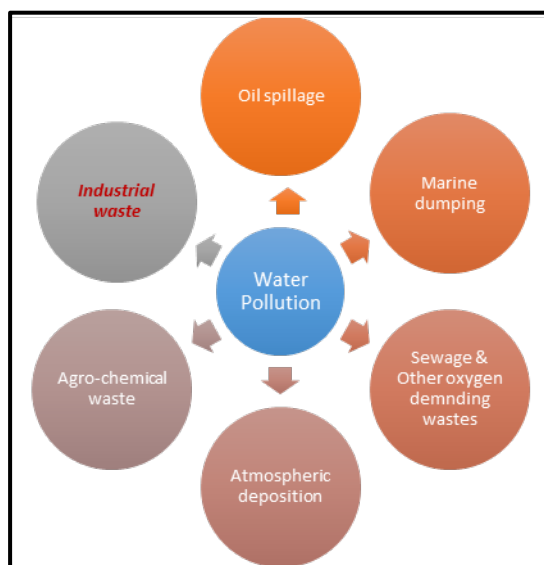 Oil spillage
Marine
dumping
Sewage &
Other oxygen
demnding
wastes
Atmospheric
deposition
Agro-chemical
waste
Industrial
waste
Water
Pollution